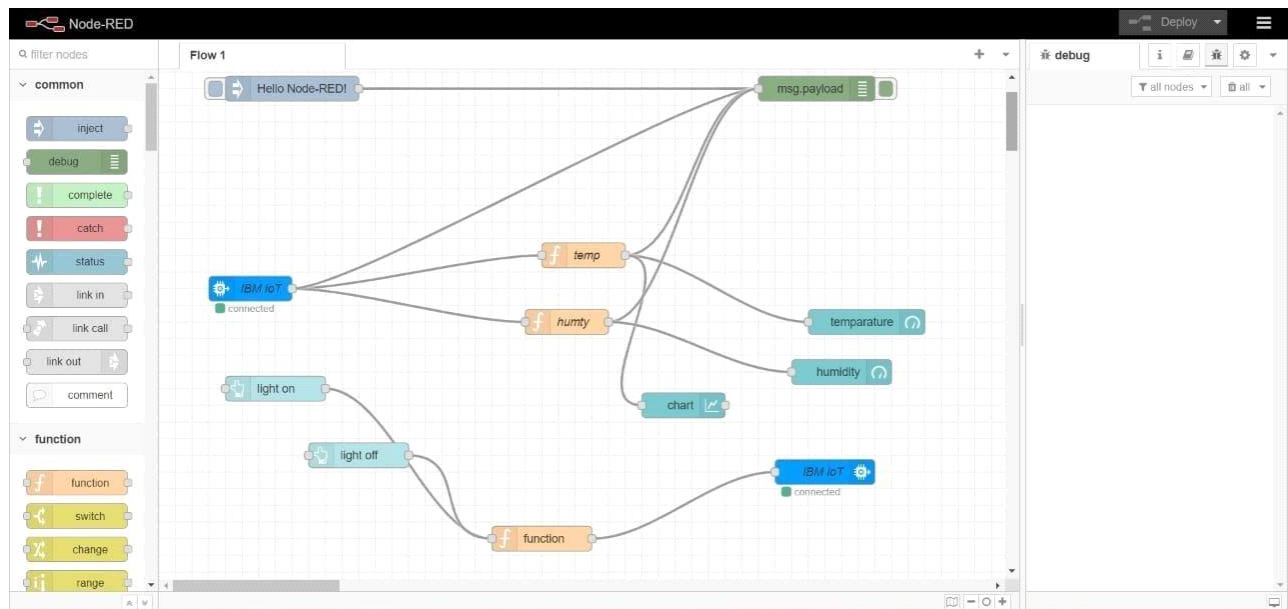 Node-RED
Deploy
filter nodes
Flow 1
debug
i
all nodes
all
common
inject
debug
complete
catch
status
link in
link call
link out
comment
function
function
switch
change
range
Hello Node-RED!
msg.payload
temp
IBM IoT
connected
humty
temparature
humidity
light on
chart
light off
IBM IoT
connected
function